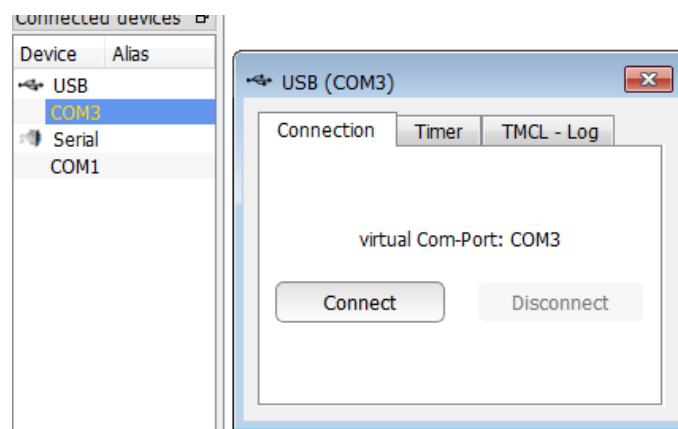 Connected devices
Device Alias
USB
COM3
Serial
COM1
USB (COM3)
Connection Timer TMCL - Log
virtual Com-Port: COM3
Connect Disconnect